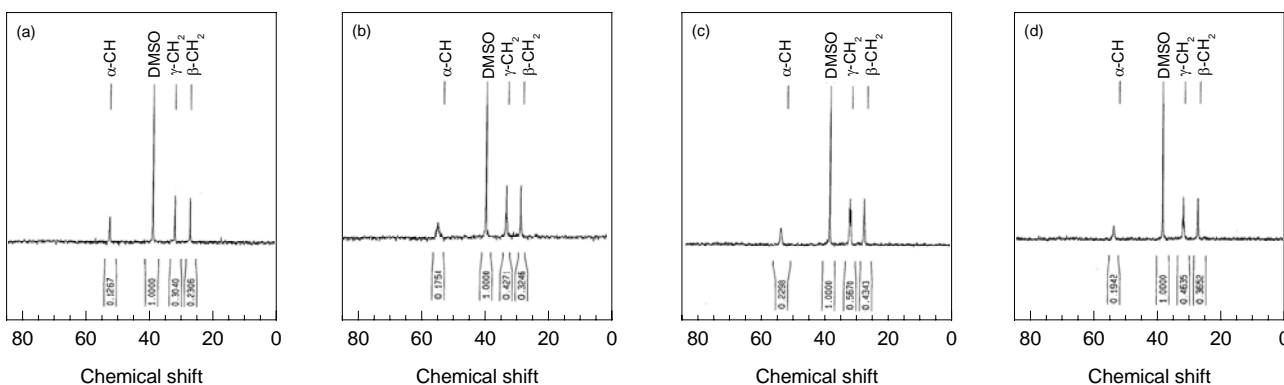 (a)
α-CH
DMSO
γ-CH2
β-CH2
0.1267
1.0000
0.3040
0.2306
80 60 40 20 0
Chemical shift
(b)
α-CH
DMSO
γ-CH2
β-CH2
0.1754
1.0000
0.4271
0.3246
80 60 40 20 0
Chemical shift
(c)
α-CH
DMSO
γ-CH2
β-CH2
0.2298
1.0000
0.5670
0.4343
80 60 40 20 0
Chemical shift
(d)
α-CH
DMSO
γ-CH2
β-CH2
0.1942
1.0000
0.4635
0.3652
80 60 40 20 0
Chemical shift